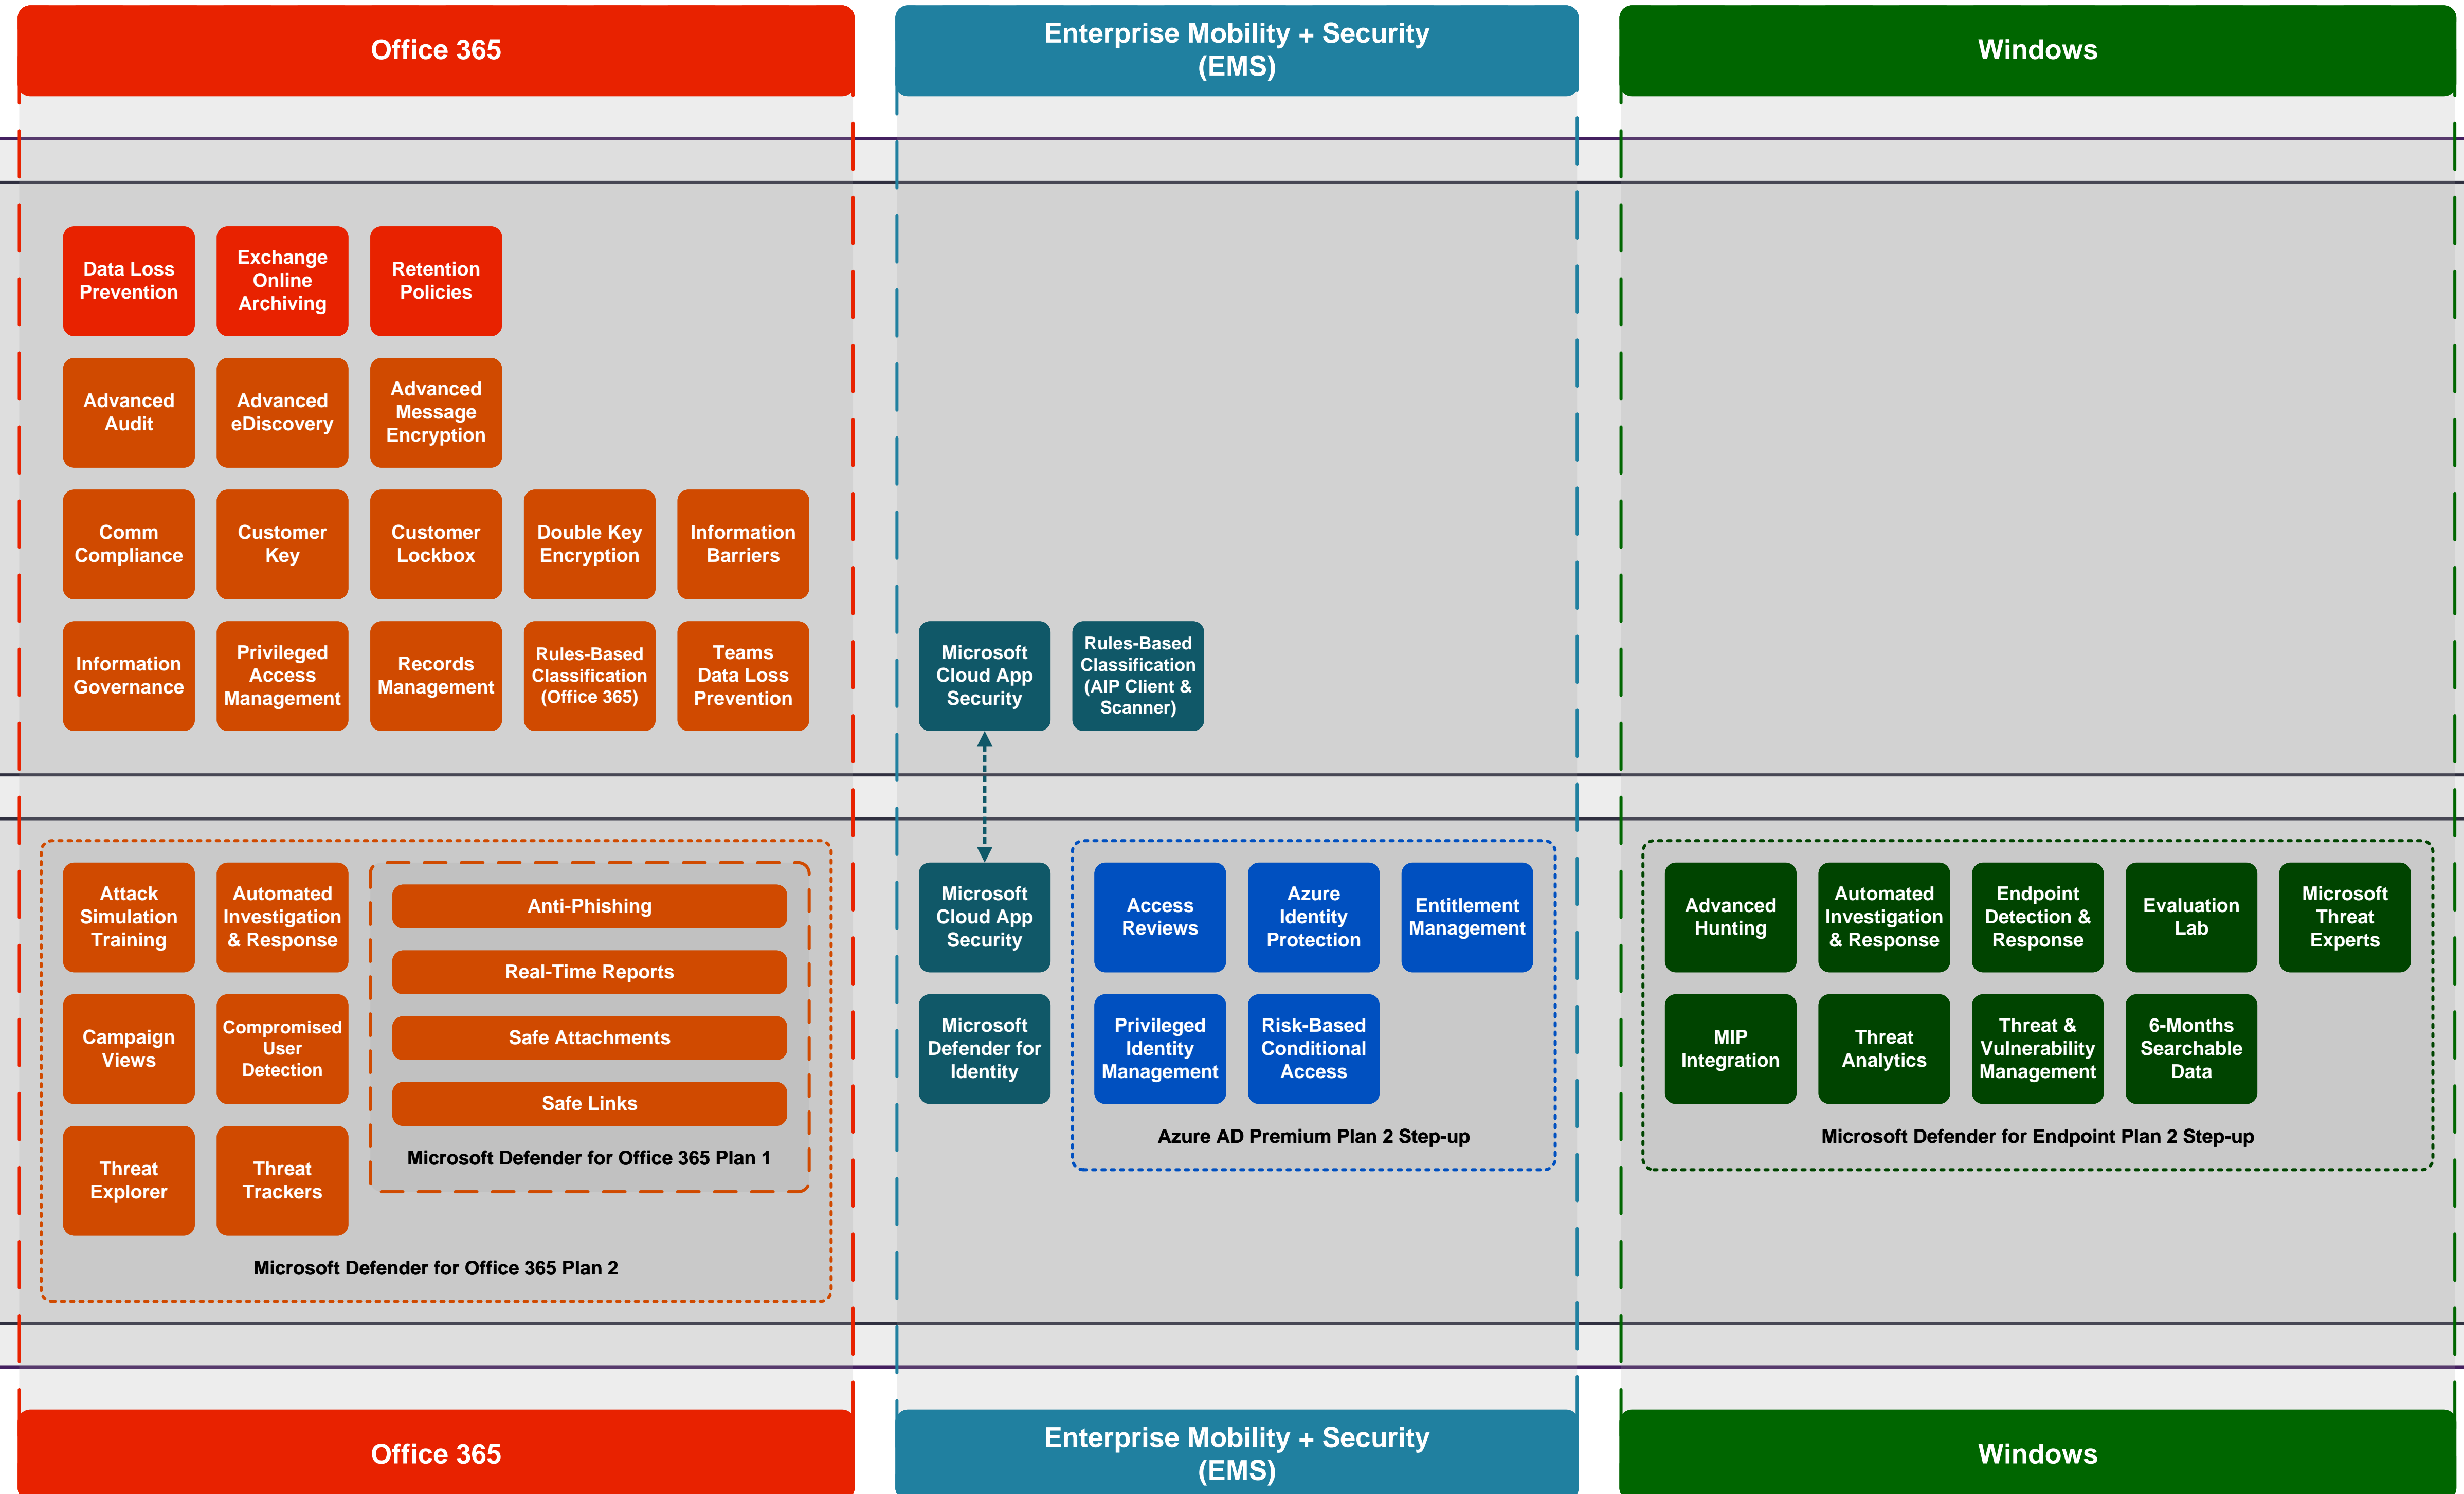 Office 365
Enterprise Mobility + Security
(EMS)
Windows
Data Loss
Prevention
Exchange
Online
Archiving
Retention
Policies
Advanced
Audit
Advanced
eDiscovery
Advanced
Message
Encryption
Comm
Compliance
Customer
Key
Customer
Lockbox
Double Key
Encryption
Information
Barriers
Information
Governance
Privileged
Access
Management
Records
Management
Rules-Based
Classification
(Office 365)
Teams
Data Loss
Prevention
Microsoft
Cloud App
Security
Rules-Based
Classification
(AIP Client &
Scanner)
Attack
Simulation
Training
Automated
Investigation
& Response
Anti-Phishing
Real-Time Reports
Safe Attachments
Safe Links
Microsoft Defender for Office 365 Plan 1
Campaign
Views
Compromised
User
Detection
Threat
Explorer
Threat
Trackers
Microsoft Defender for Office 365 Plan 2
Microsoft
Cloud App
Security
Microsoft
Defender for
Identity
Access
Reviews
Azure
Identity
Protection
Entitlement
Management
Privileged
Identity
Management
Risk-Based
Conditional
Access
Azure AD Premium Plan 2 Step-up
Advanced
Hunting
Automated
Investigation
& Response
Endpoint
Detection &
Response
Evaluation
Lab
Microsoft
Threat
Experts
MIP
Integration
Threat
Analytics
Threat &
Vulnerability
Management
6-Months
Searchable
Data
Microsoft Defender for Endpoint Plan 2 Step-up
Office 365
Enterprise Mobility + Security
(EMS)
Windows